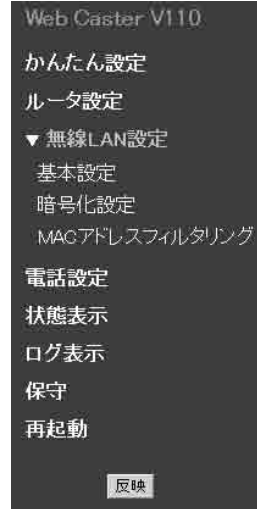 Web Caster V110
かんたん設定
ルータ設定
▼無線LAN設定
基本設定
暗号化設定
MACアドレスフィルタリング
電話設定
状態表示
ログ表示
保守
再起動
反映